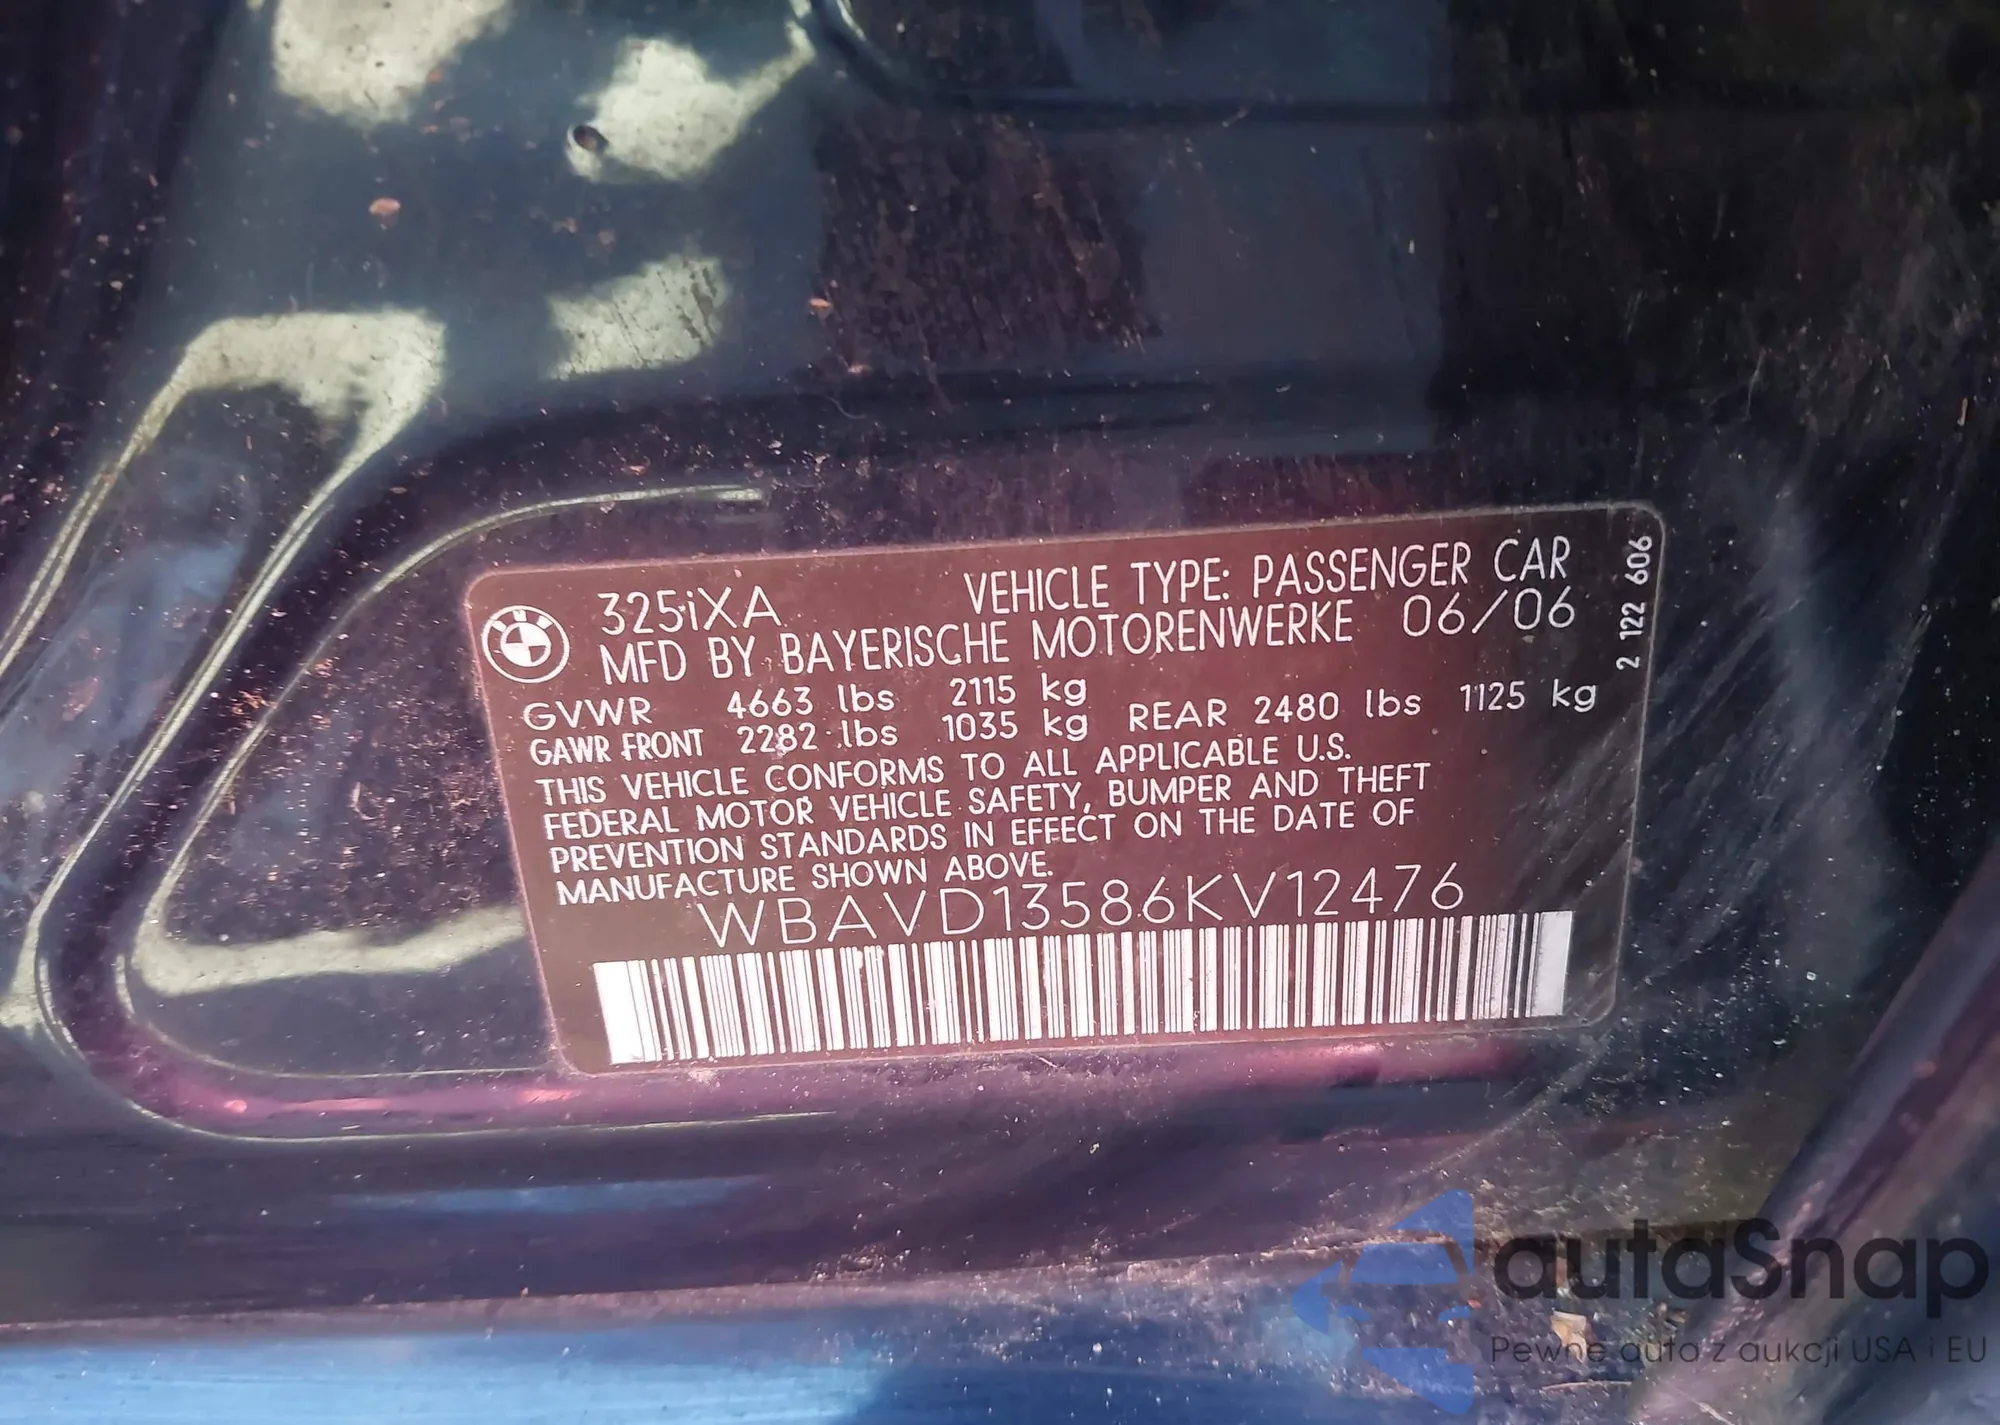 325iXA VEHICLE TYPE: PASSENGER CAR
MFD BY BAYERISCHE MOTORENWERKE 06/06
GVWR 4663 lbs 2115 kg
GAWR FRONT 2282 lbs 1035 kg REAR 2480 lbs 1125 kg
THIS VEHICLE CONFORMS TO ALL APPLICABLE U.S.
FEDERAL MOTOR VEHICLE SAFETY, BUMPER AND THEFT
PREVENTION STANDARDS IN EFFECT ON THE DATE OF
MANUFACTURE SHOWN ABOVE.
WBAVD13586KV12476
2 122 606
autaSnap
Pewne auta z aukcji USA i EU